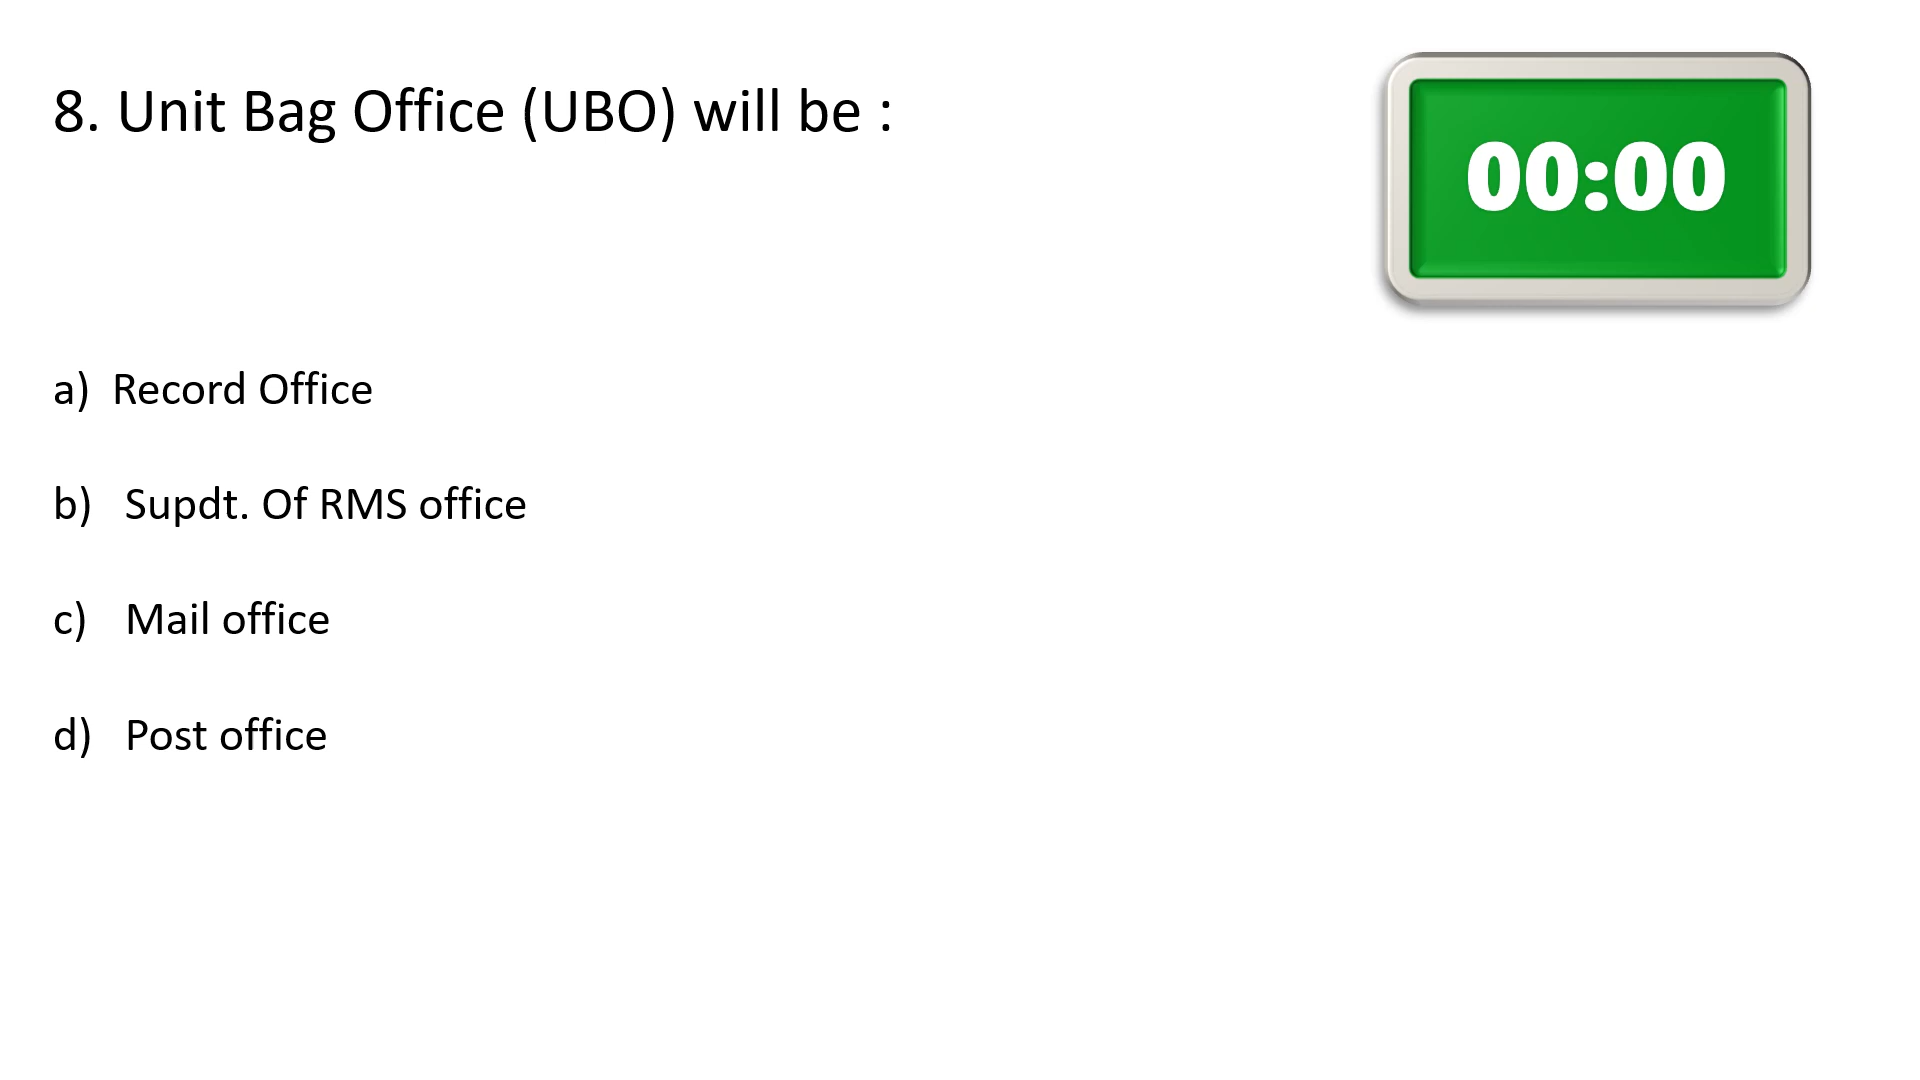 8. Unit Bag Office (UBO) will be :
00:00
a) Record Office
b) Supdt. Of RMS office
c) Mail office
d) Post office